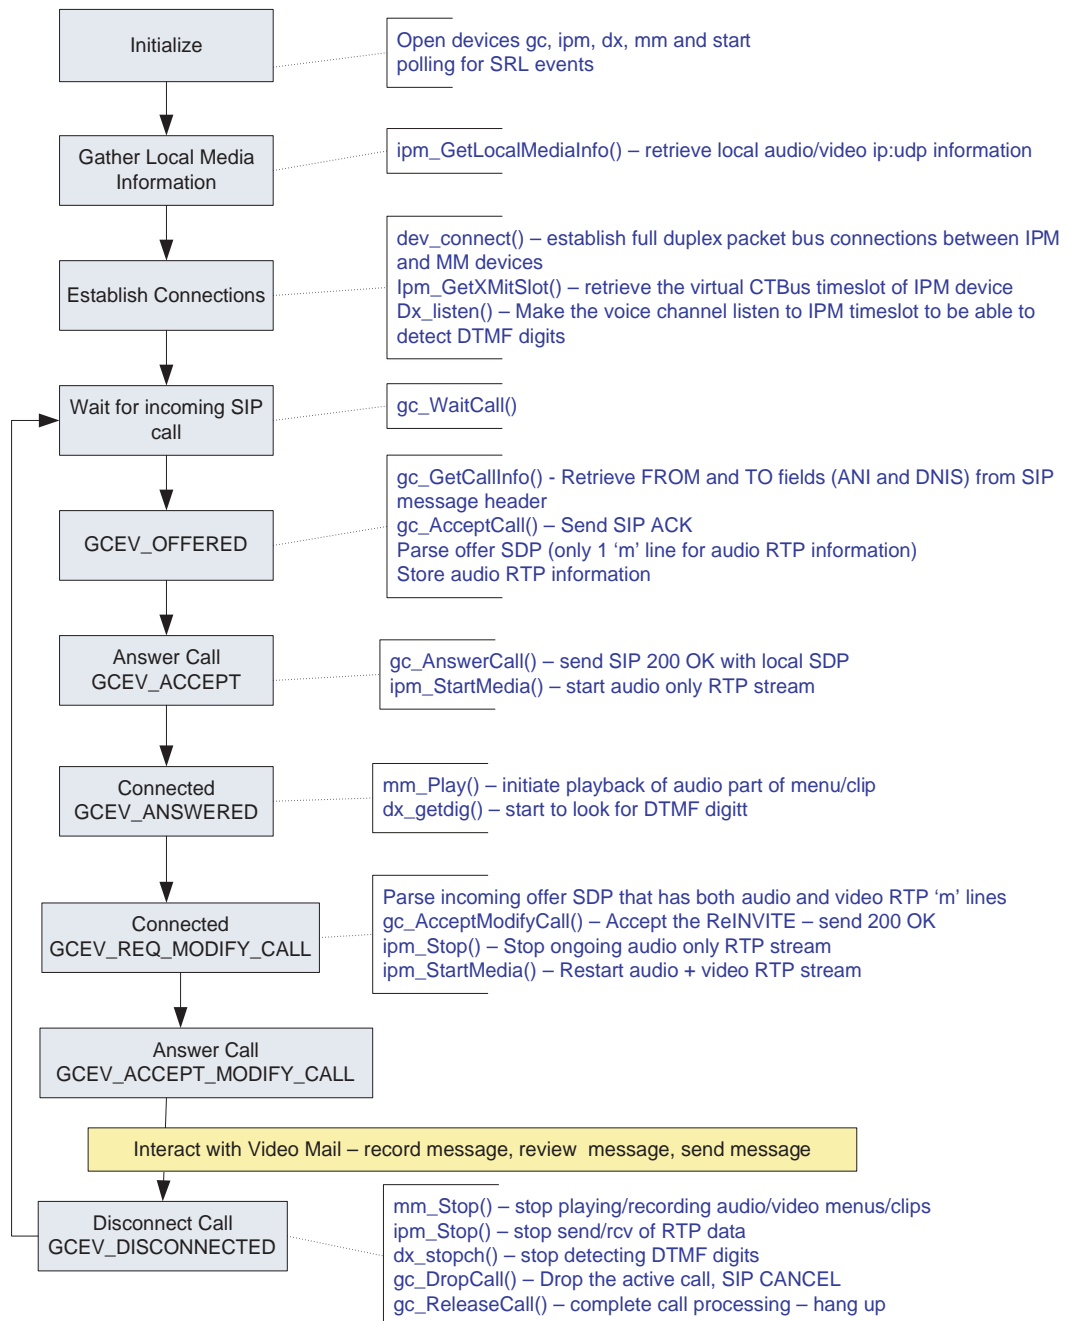 Initialize
Open devices gc, ipm, dx, mm and start
polling for SRL events
Gather Local Media
Information
ipm_GetLocalMediaInfo() – retrieve local audio/video ip:udp information
Establish Connections
dev_connect() – establish full duplex packet bus connections between IPM
and MM devices
Ipm_GetXMitSlot() – retrieve the virtual CTBus timeslot of IPM device
Dx_listen() – Make the voice channel listen to IPM timeslot to be able to
detect DTMF digits
Wait for incoming SIP
call
gc_WaitCall()
GCEV_OFFERED
gc_GetCallInfo() - Retrieve FROM and TO fields (ANI and DNIS) from SIP
message header
gc_AcceptCall() – Send SIP ACK
Parse offer SDP (only 1 ‘m’ line for audio RTP information)
Store audio RTP information
Answer Call
GCEV_ACCEPT
gc_AnswerCall() – send SIP 200 OK with local SDP
ipm_StartMedia() – start audio only RTP stream
Connected
GCEV_ANSWERED
mm_Play() – initiate playback of audio part of menu/clip
dx_getdig() – start to look for DTMF digitt
Connected
GCEV_REQ_MODIFY_CALL
Parse incoming offer SDP that has both audio and video RTP ‘m’ lines
gc_AcceptModifyCall() – Accept the ReINVITE – send 200 OK
ipm_Stop() – Stop ongoing audio only RTP stream
ipm_StartMedia() – Restart audio + video RTP stream
Answer Call
GCEV_ACCEPT_MODIFY_CALL
Interact with Video Mail – record message, review message, send message
Disconnect Call
GCEV_DISCONNECTED
mm_Stop() – stop playing/recording audio/video menus/clips
ipm_Stop() – stop send/rcv of RTP data
dx_stopch() – stop detecting DTMF digits
gc_DropCall() – Drop the active call, SIP CANCEL
gc_ReleaseCall() – complete call processing – hang up